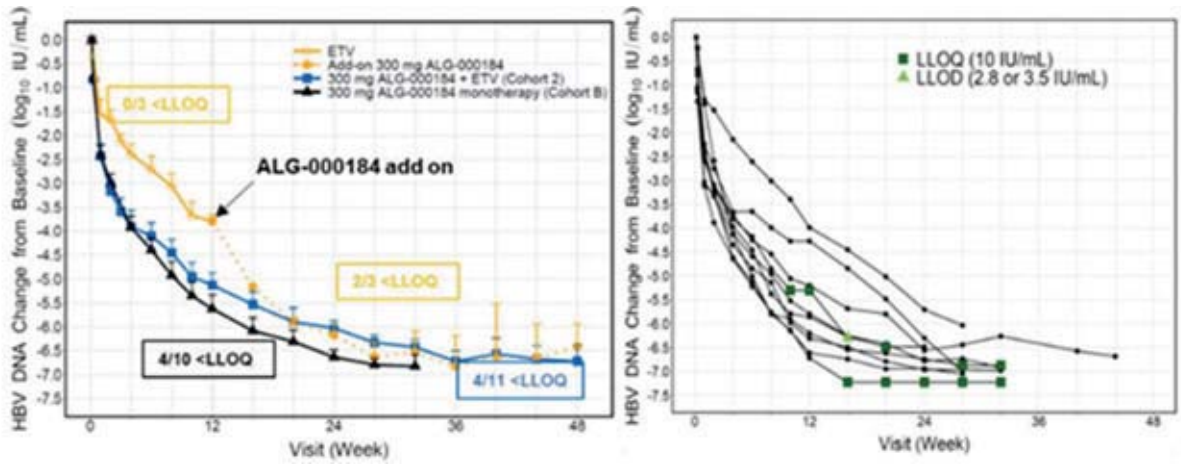 HBV DNA Change from Baseline (log10 IU/mL)
0.0
-0.5
-1.0
-1.5
-2.0
-2.5
-3.0
-3.5
-4.0
-4.5
-5.0
-5.5
-6.0
-6.5
-7.0
-7.5
ETV
Add-on 300 mg ALG-000184
300 mg ALG-000184 + ETV (Cohort 2)
300 mg ALG-000184 monotherapy (Cohort B)
0/3 <LLOQ
ALG-000184 add on
2/3 <LLOQ
4/10 <LLOQ
4/11 <LLOQ
0 12 24 36 48
Visit (Week)
HBV DNA Change from Baseline (log10 IU/mL)
0.0
-0.5
-1.0
-1.5
-2.0
-2.5
-3.0
-3.5
-4.0
-4.5
-5.0
-5.5
-6.0
-6.5
-7.0
-7.5
LLOQ (10 IU/mL)
LLOD (2.8 or 3.5 IU/mL)
0 12 24 36 48
Visit (Week)